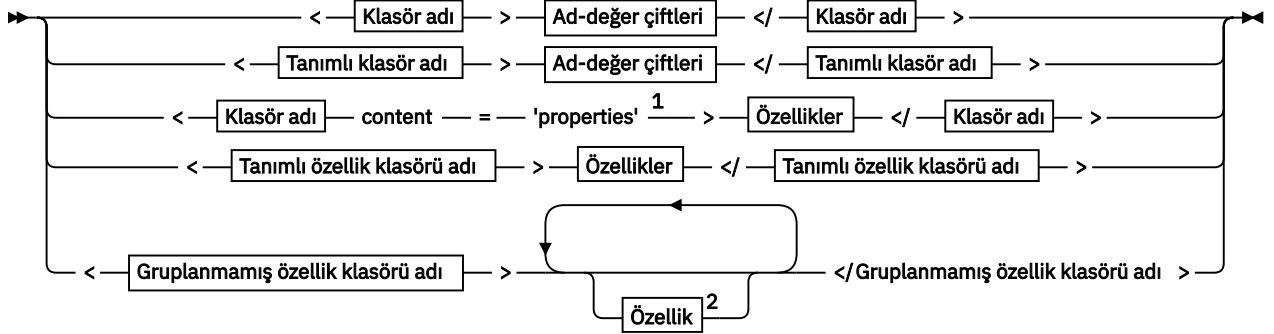 < Klasör adı > Ad-değer çiftleri </ Klasör adı >
< Tanımlı klasör adı > Ad-değer çiftleri </ Tanımlı klasör adı >
< Klasör adı content = 'properties' 1 > Özellikler </ Klasör adı >
< Tanımlı özellik klasörü adı > Özellikler </ Tanımlı özellik klasörü adı >
< Gruplanmamış özellik klasörü adı > </ Gruplanmamış özellik klasörü adı >
Özellik 2